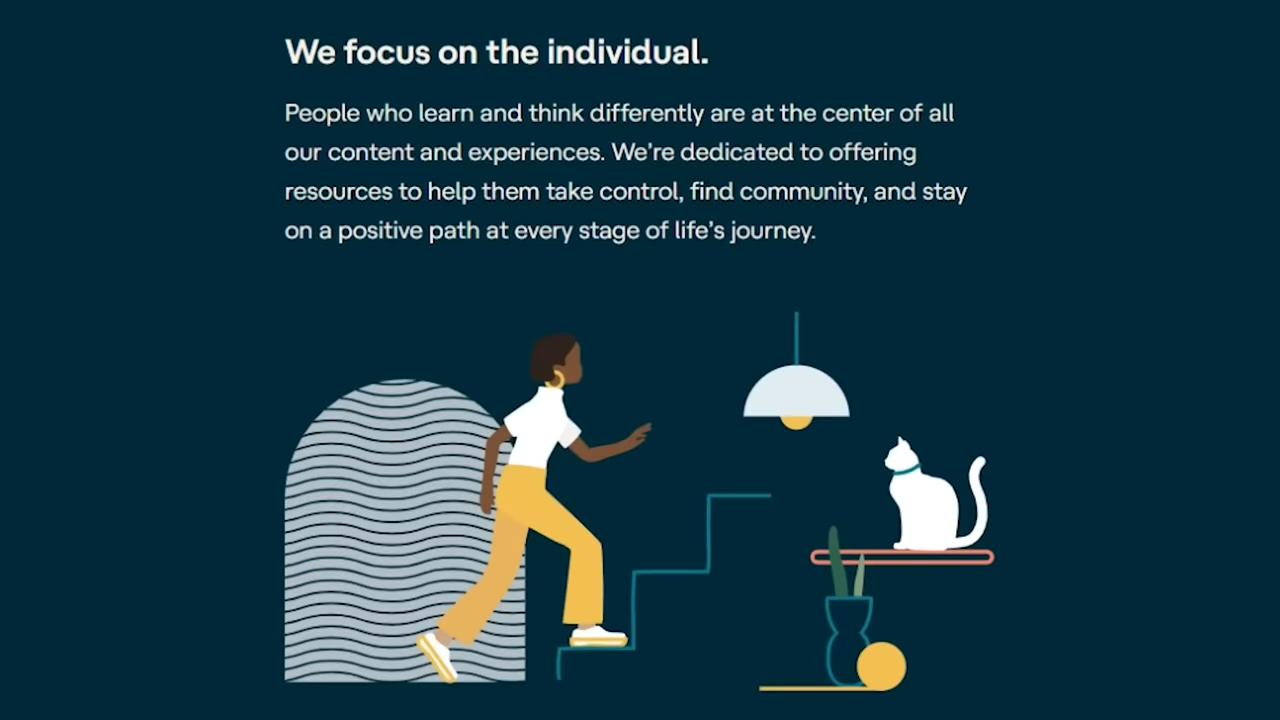 We focus on the individual.
People who learn and think differently are at the center of all
our content and experiences. We’re dedicated to offering
resources to help them take control, find community, and stay
on a positive path at every stage of life’s journey.